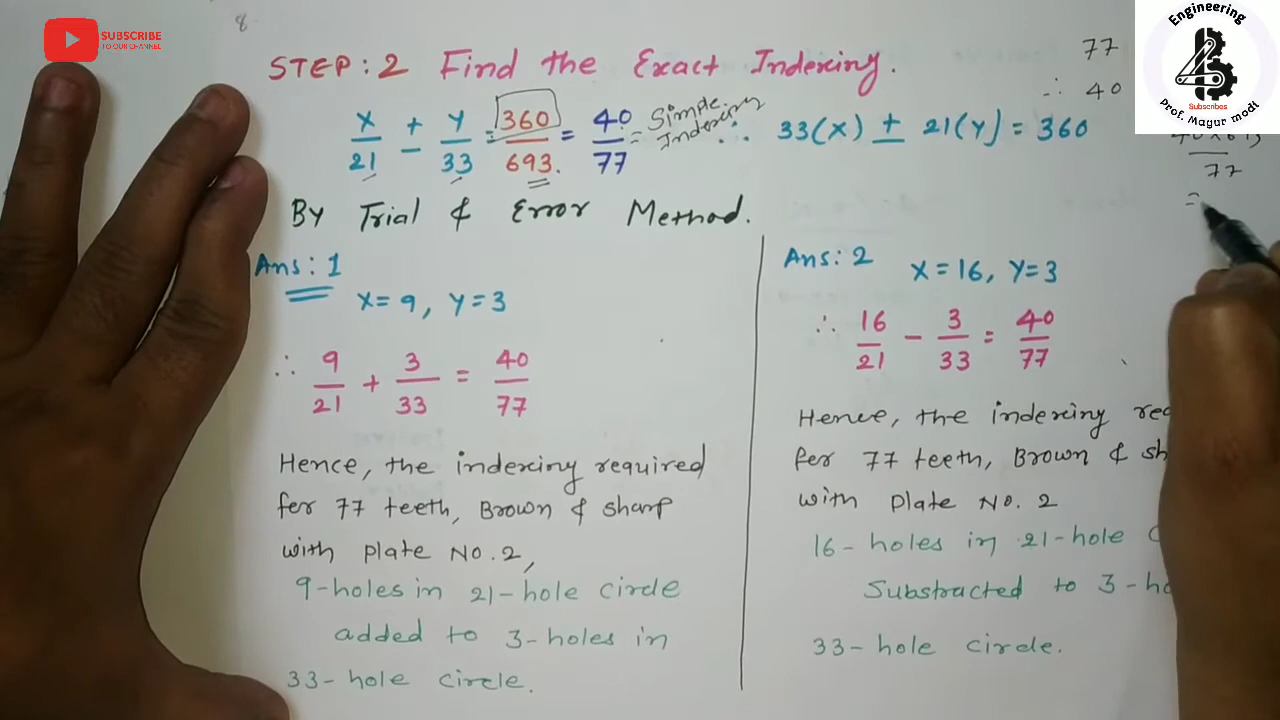 SUBSCRIBE
TO OUR CHANNEL
8
STEP: 2 Find the Exact Indexing.
X/21 ± Y/33 = 360/693. = 40/77 = Simple Indexing
∴ 33(X) ± 21(Y) = 360
77
∴ 40
77
=
Engineering
Subscribes
Prof. Mayur modi
By Trial & Error Method.
Ans: 1
X=9, Y=3
∴ 9/21 + 3/33 = 40/77
Hence, the indexing required
for 77 teeth, Brown & sharp
with plate No. 2,
9-holes in 21-hole circle
added to 3-holes in
33-hole circle.
Ans: 2 X=16, Y=3
∴ 16/21 - 3/33 = 40/77
Hence, the indexing
for 77 teeth, Brown &
with plate No. 2
16-holes in 21-hole
Substracted to 3-
33-hole circle.